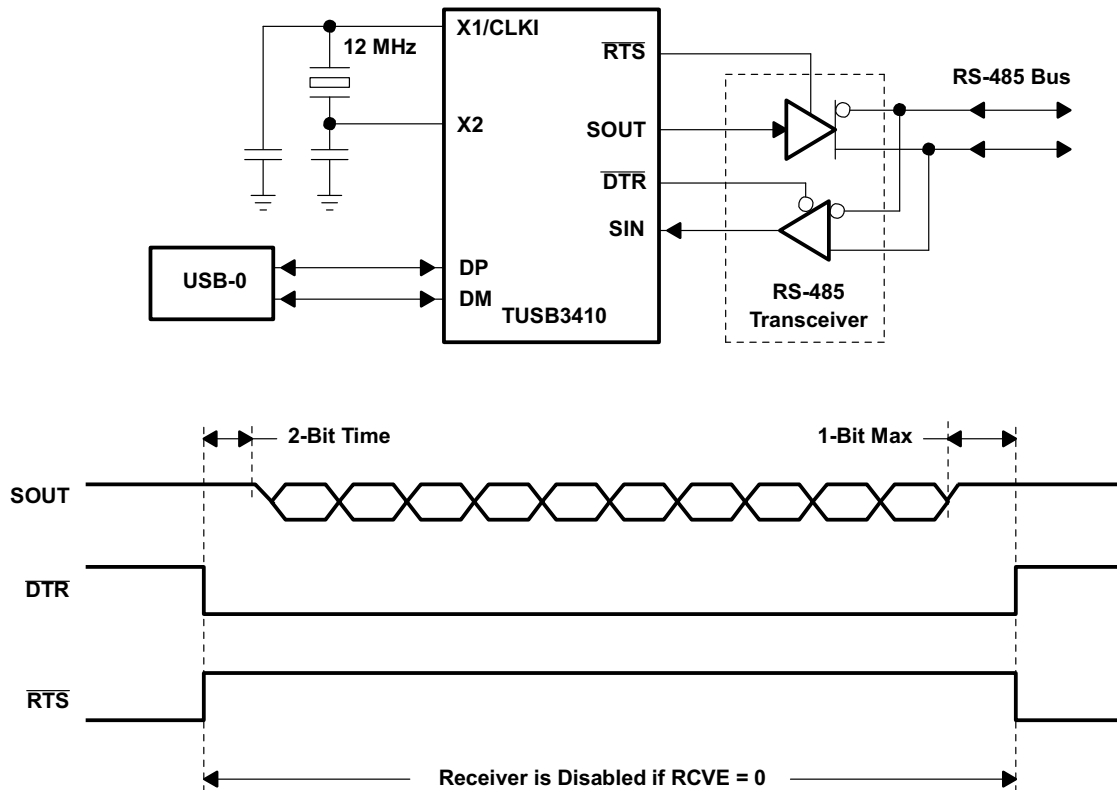 X1/CLKI
12 MHz
RTS
RS-485 Bus
X2
SOUT
DTR
SIN
USB-0
DP
DM
TUSB3410
RS-485
Transceiver
2-Bit Time
1-Bit Max
SOUT
DTR
RTS
Receiver is Disabled if RCVE = 0